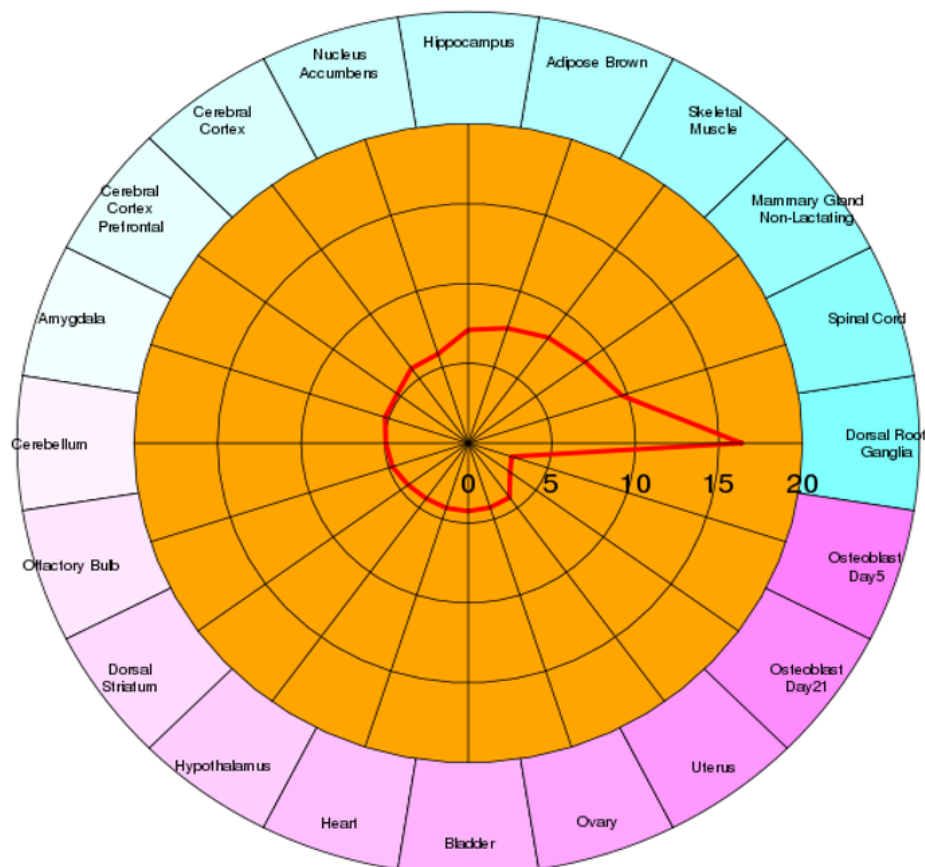 Hippocampus
Adipose Brown
Skeletal
Muscle
Mammary Gland
Non-Lactating
Spinal Cord
Dorsal Root
Ganglia
Osteoblast
Day5
Osteoblast
Day21
Uterus
Ovary
Bladder
Heart
Hypothalamus
Dorsal
Striatum
Olfactory Bulb
Cerebellum
Amygdala
Cerebral
Cortex
Prefrontal
Cerebral
Cortex
Nucleus
Accumbens
0 5 10 15 20